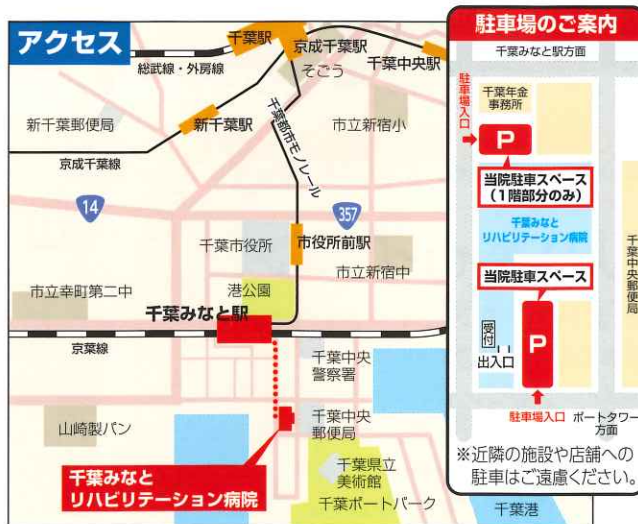 アクセス
千葉駅
京成千葉駅
総武線・外房線
そごう
千葉中央駅
新千葉郵便局
新千葉駅
千葉都市モノレール
市立新宿小
京成千葉線
14
357
千葉市役所
市役所前駅
市立幸町第二中
港公園
市立新宿中
千葉みなと駅
京葉線
千葉中央
警察署
山崎製パン
千葉中央
郵便局
千葉みなと
リハビリテーション病院
千葉県立
美術館
千葉ポートパーク
千葉港
駐車場のご案内
千葉みなと駅方面
駐車場入口
千葉年金
事務所
P
当院駐車スペース
(1階部分のみ)
千葉みなと
リハビリテーション病院
千葉中央郵便局
当院駐車スペース
受付
P
出入口
駐車場入口
ポートタワー
方面
※近隣の施設や店舗への
駐車はご遠慮ください。